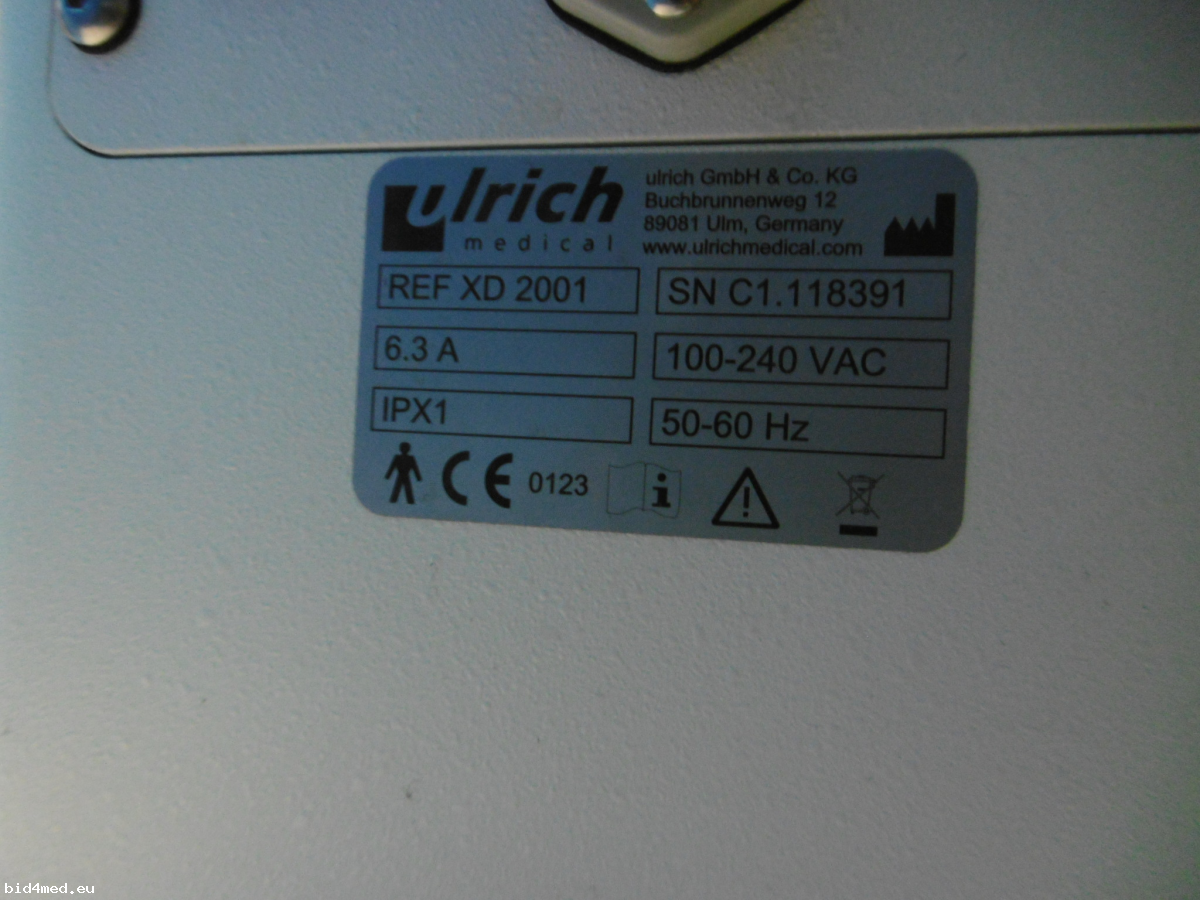 ulrich
medical
ulrich GmbH & Co. KG
Buchbrunnenweg 12
89081 Ulm, Germany
www.ulrichmedical.com
REF XD 2001
SN C1.118391
6.3 A
100-240 VAC
IPX1
50-60 Hz
CE 0123
i
!
bid4med.eu